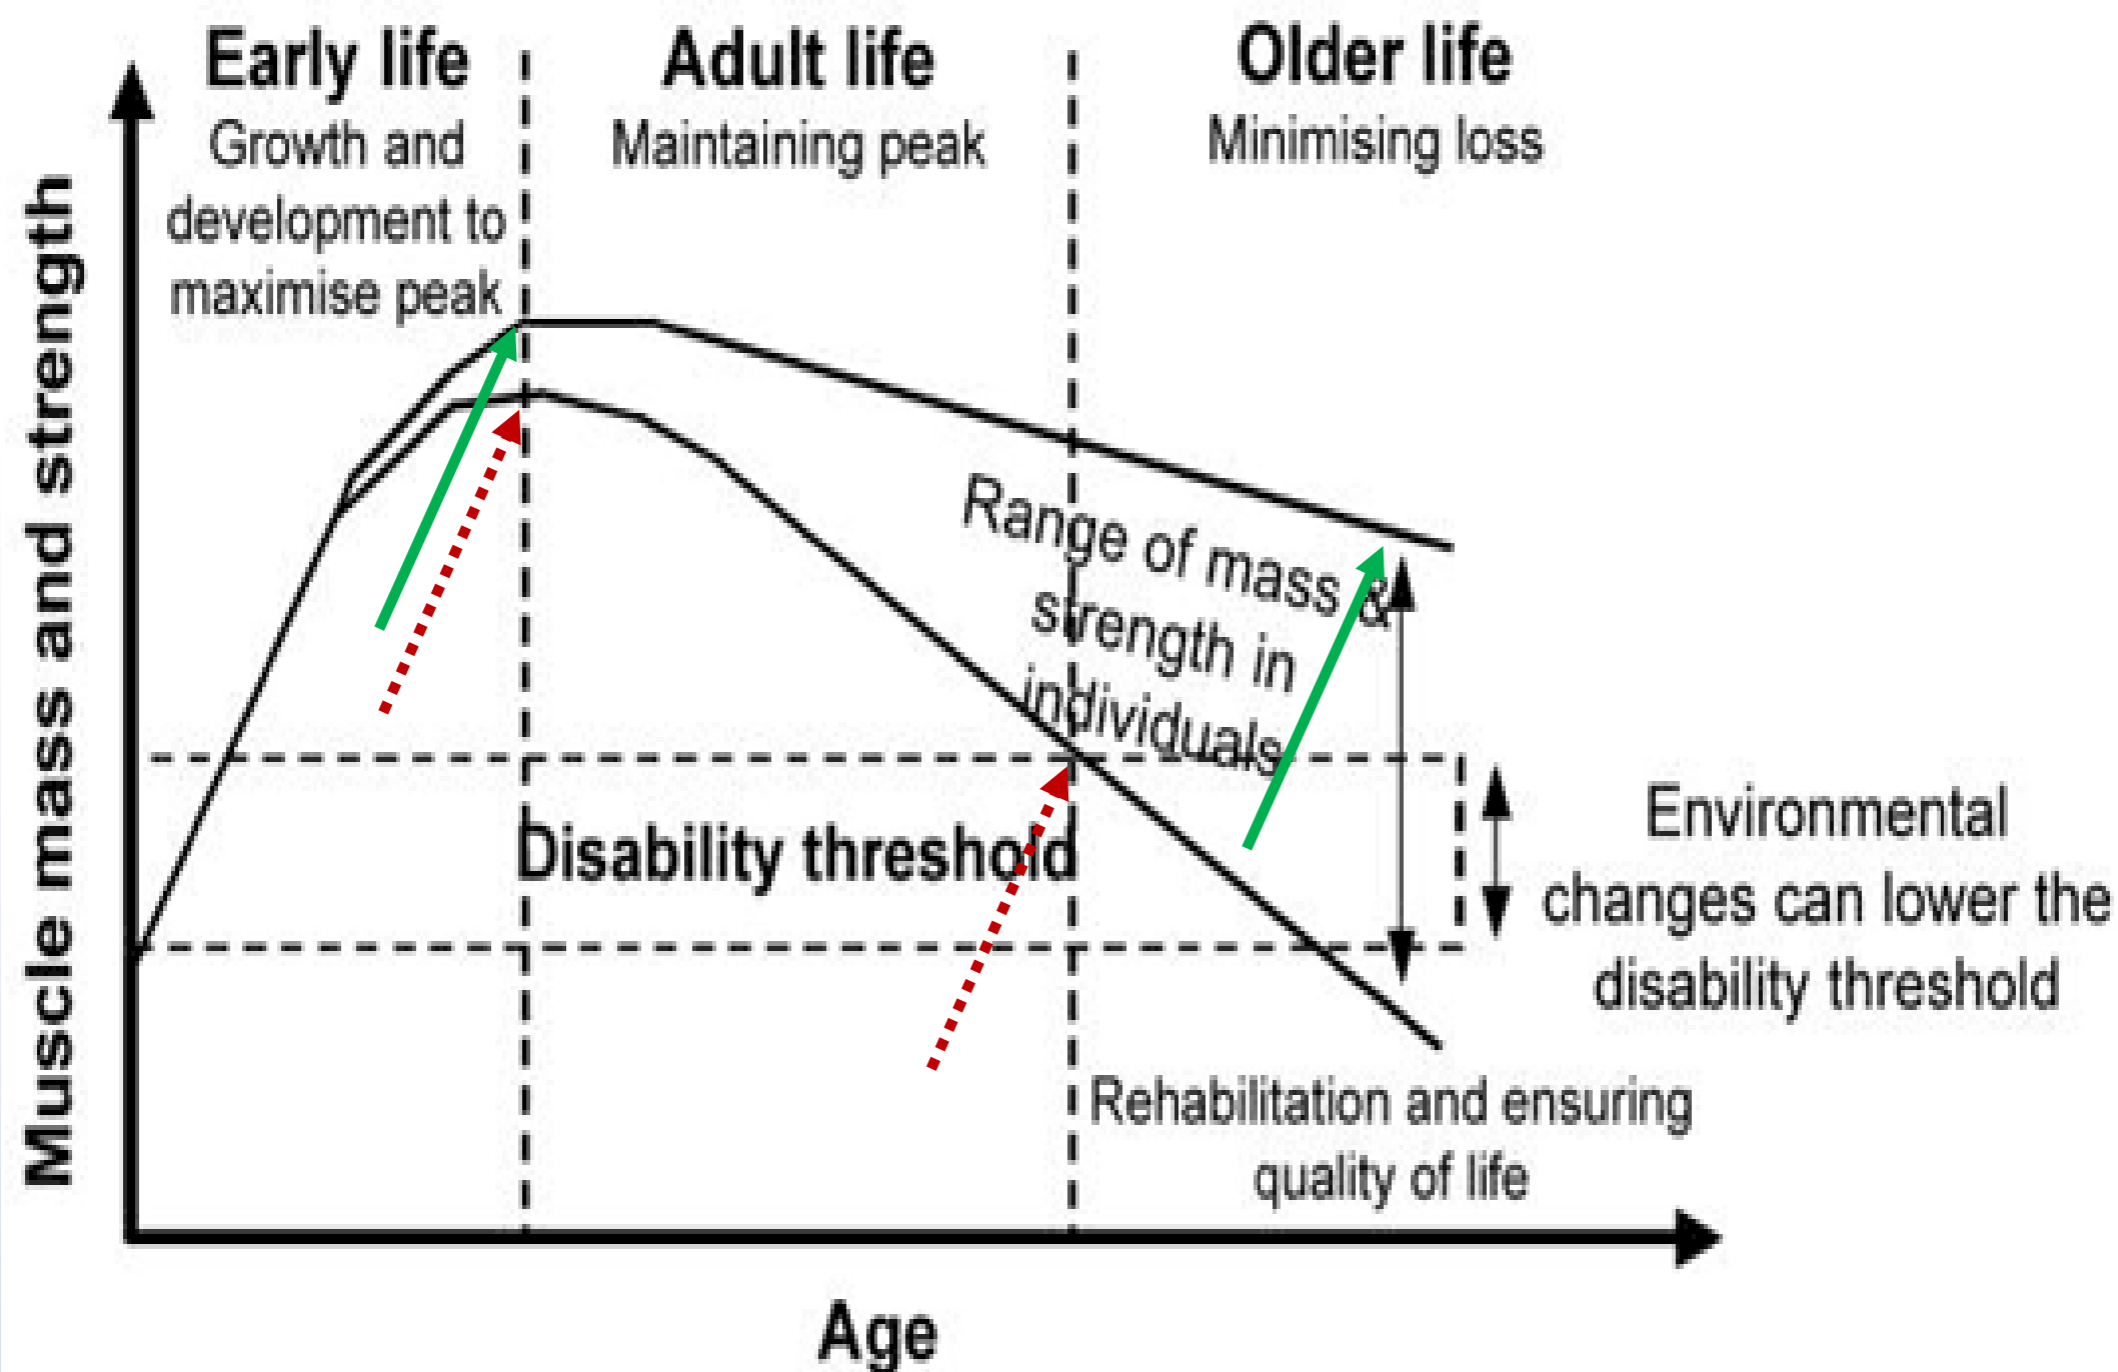 Early life
Growth and
development to
maximise peak
Adult life
Maintaining peak
Older life
Minimising loss
Muscle mass and strength
Range of mass &
strength in
individuals
Disability threshold
Environmental
changes can lower the
disability threshold
Rehabilitation and ensuring
quality of life
Age